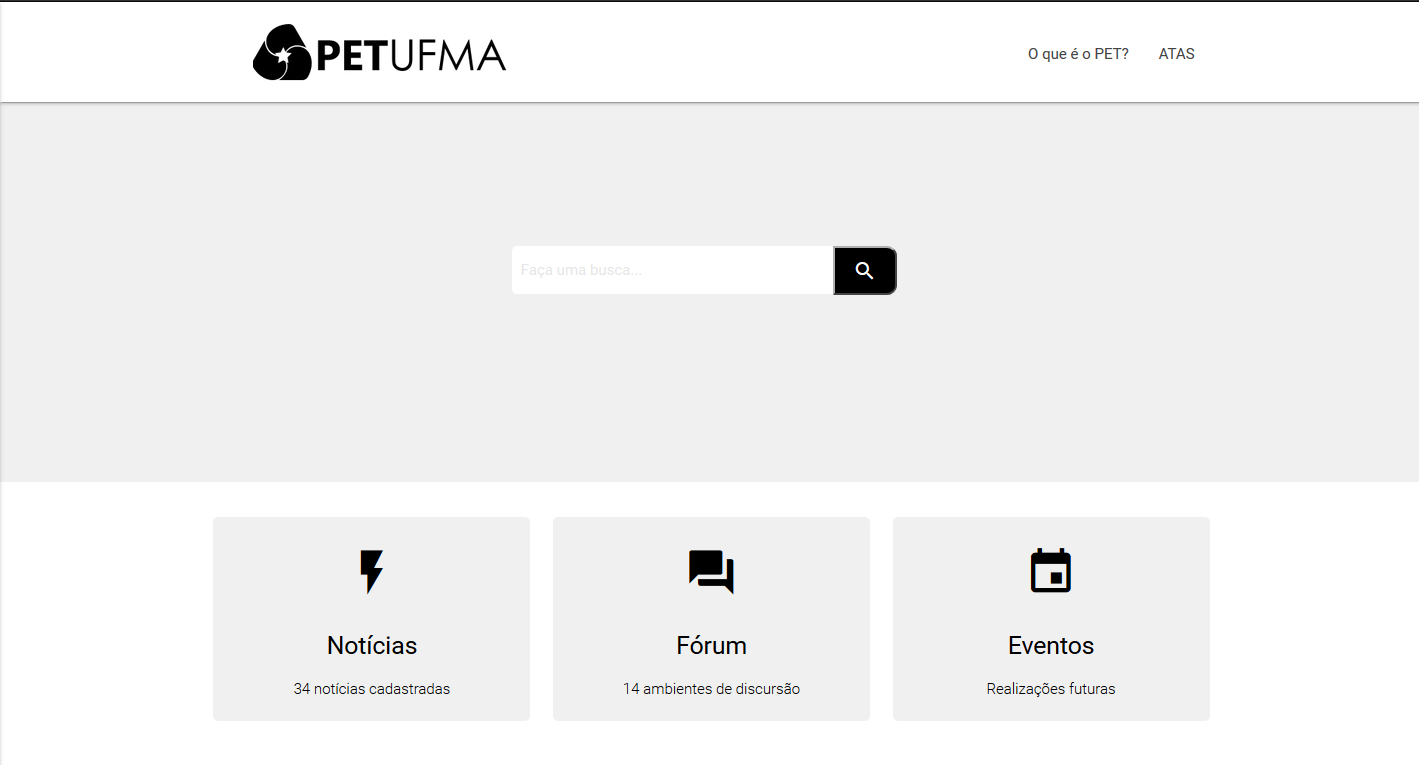 PETUFMA
O que é o PET? ATAS
Faça uma busca...
Notícias
34 notícias cadastradas
Fórum
14 ambientes de discursão
Eventos
Realizações futuras